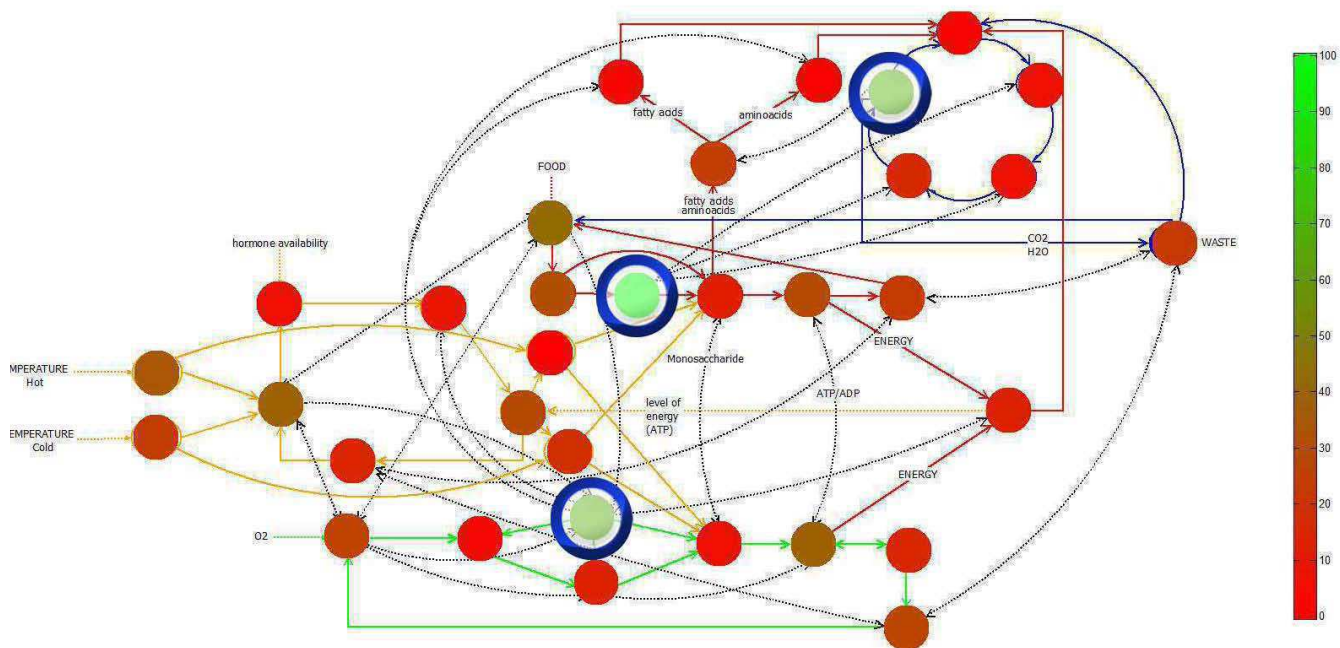 fatty acids
aminoacids
FOOD
fatty acids
aminoacids
hormone availability
CO2
H2O
WASTE
ENERGY
Monosaccharide
MPERATURE
Hot
ATP/ADP
level of
energy
(ATP)
EMPERATURE
Cold
ENERGY
O2
100
90
80
70
60
50
40
30
20
10
0